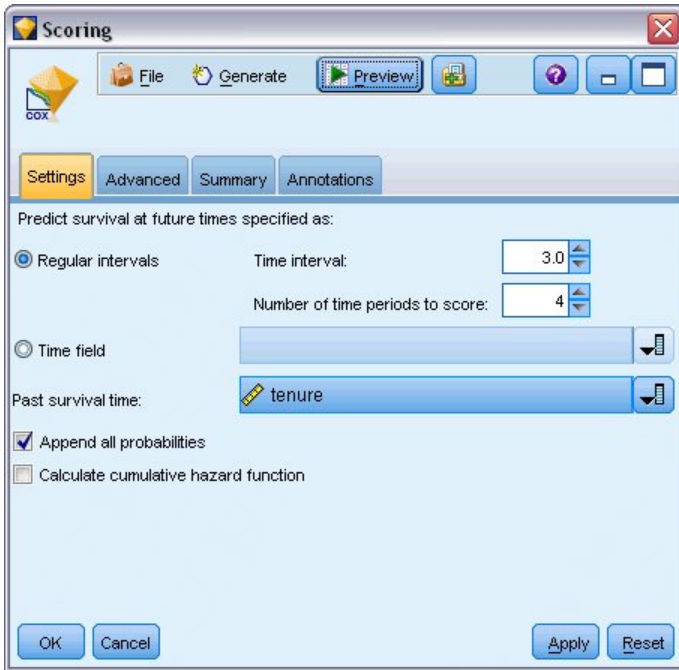 Scoring
File Generate Preview
COX
Settings Advanced Summary Annotations
Predict survival at future times specified as:
Regular intervals Time interval: 3.0
Number of time periods to score: 4
Time field
Past survival time: tenure
Append all probabilities
Calculate cumulative hazard function
OK Cancel Apply Reset